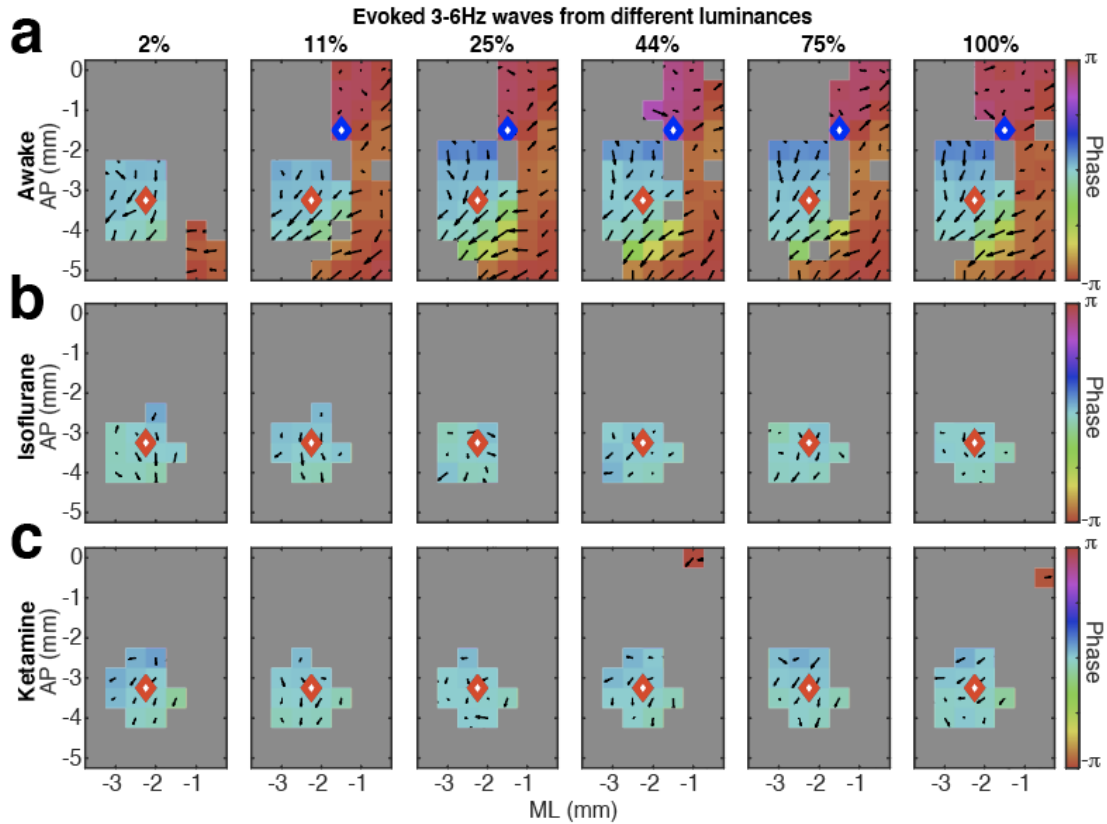 Evoked 3-6Hz waves from different luminances
a
2% 11% 25% 44% 75% 100%
Awake
AP (mm)
0
-1
-2
-3
-4
-5
π
Phase
-π
b
Isoflurane
AP (mm)
0
-1
-2
-3
-4
-5
π
Phase
-π
c
Ketamine
AP (mm)
0
-1
-2
-3
-4
-5
π
Phase
-π
-3 -2 -1 -3 -2 -1 -3 -2 -1 -3 -2 -1 -3 -2 -1 -3 -2 -1
ML (mm)